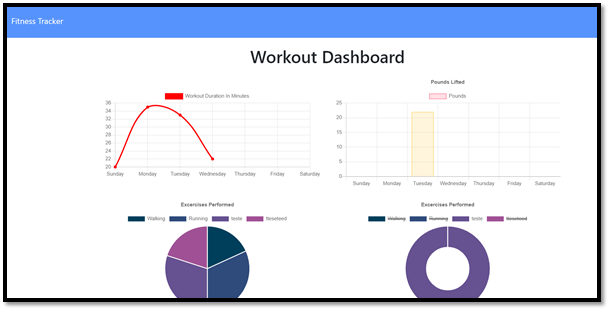 Fitness Tracker
Workout Dashboard
Workout Duration In Minutes
36
34
32
30
28
26
24
22
20
Sunday Monday Tuesday Wednesday Thursday Friday Saturday
Pounds Lifted
Pounds
25
20
15
10
5
0
Sunday Monday Tuesday Wednesday Thursday Friday Saturday
Excercises Performed
Walking Running teste tteseteed
Excercises Performed
Walking Running teste tteseteed